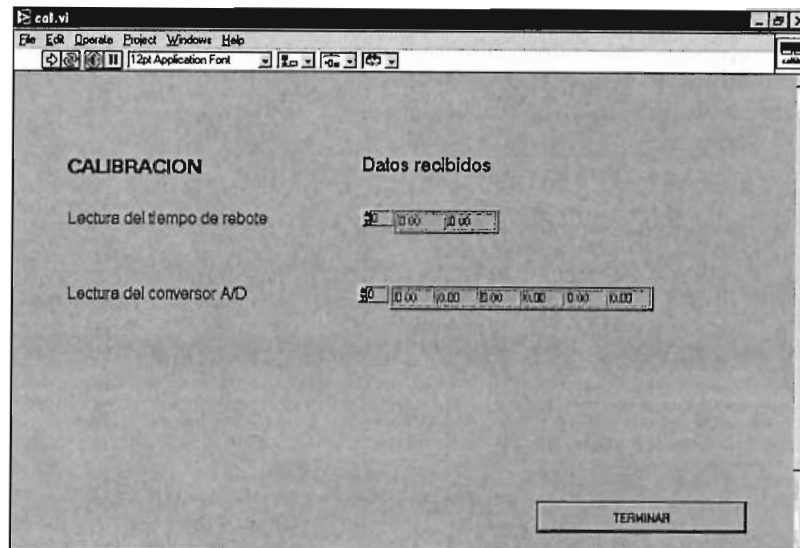 cal.vi
File Edit Operate Project Windows Help
12pt Application Font
CALIBRACION
Datos recibidos
Lectura del tiempo de rebote
0 0.00 0.00
Lectura del conversor A/D
0 0.00 0.00 0.00 0.00 0.00 0.00
TERMINAR